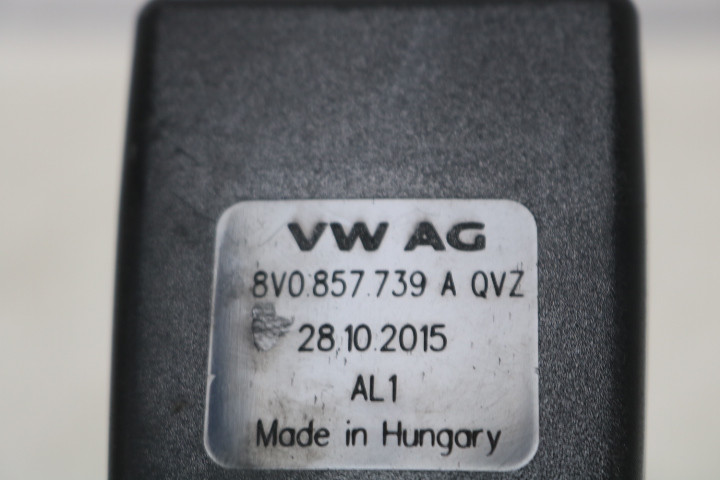 VW AG
8V0.857.739 A QVZ
28.10.2015
AL1
Made in Hungary